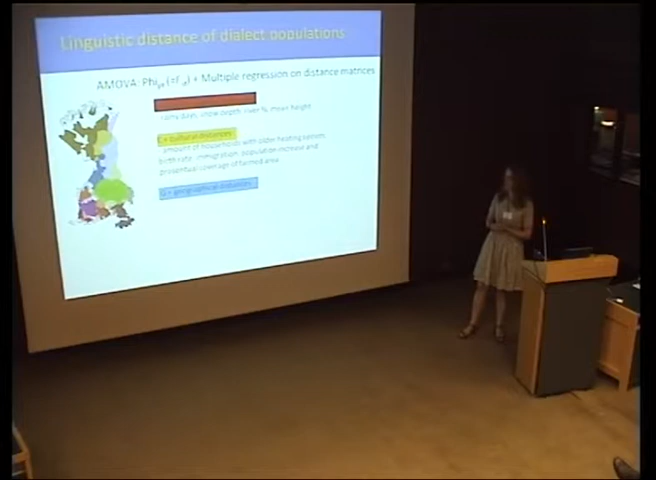 Linguistic distance of dialect populations
AMOVA: Phi + Multiple regression on distance matrices
rainy days, snow depth, river %, mean height
C = cultural distances
amount of households with older heating system,
birth rate, immigration, population increase and
prosentual coverage of farmed area
G = geographical distances